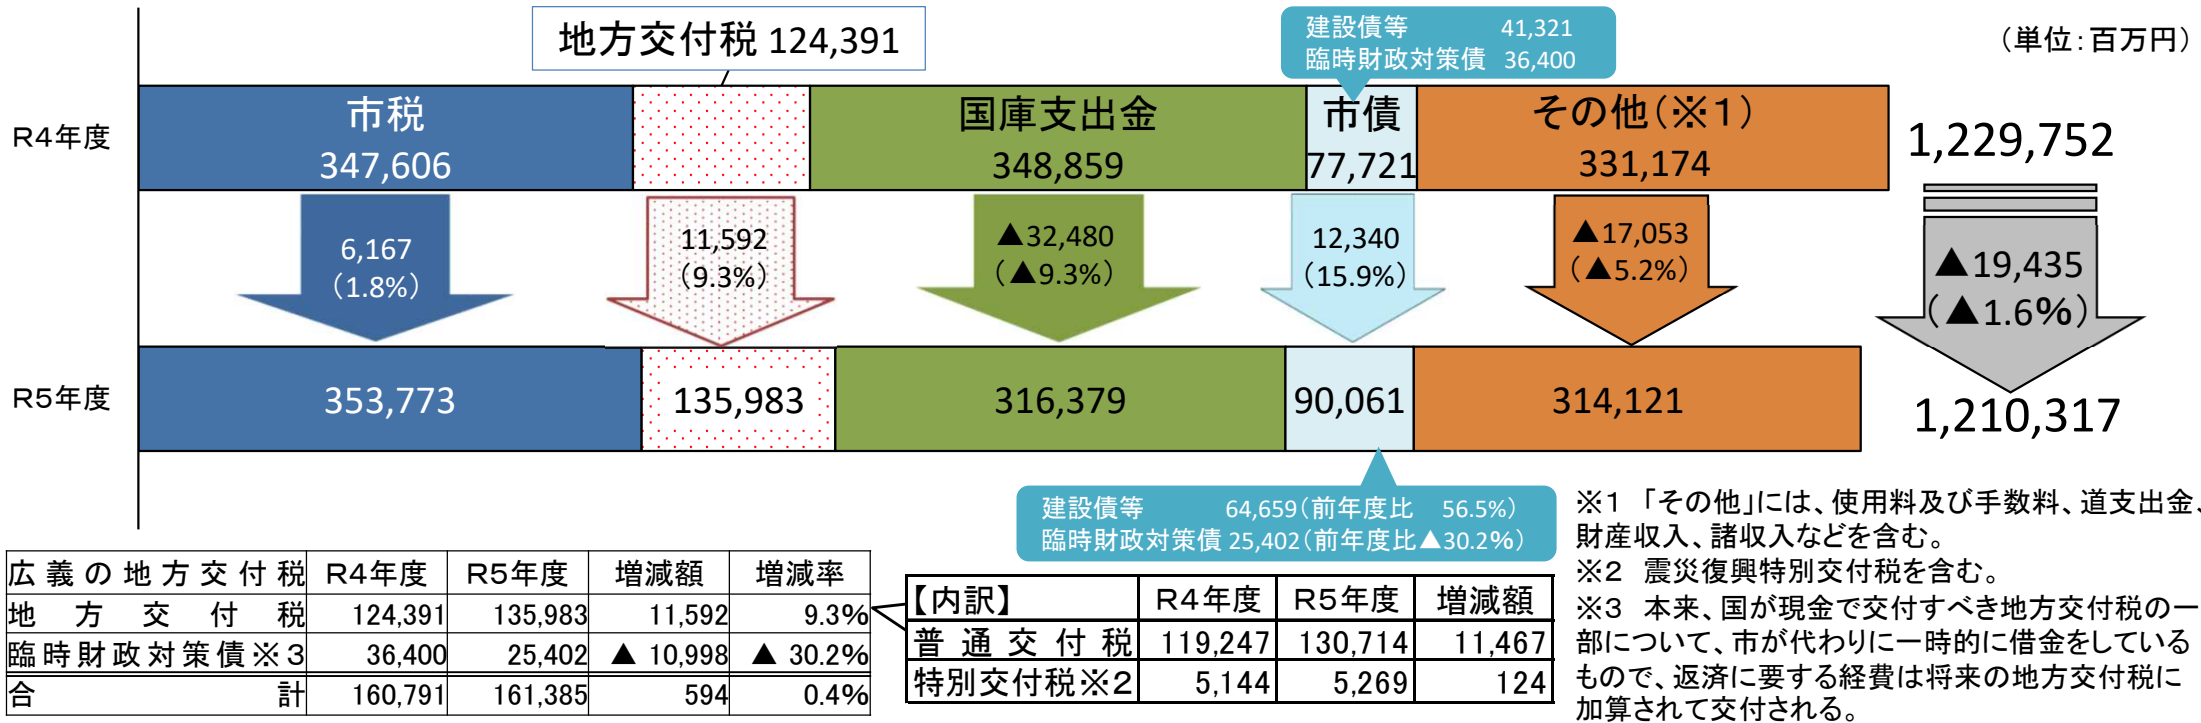 地方交付税 124,391
建設債等 41,321
臨時財政対策債 36,400
（単位：百万円）
R4年度
市税
347,606
国庫支出金
348,859
市債
77,721
その他（※1）
331,174
1,229,752
6,167
（1.8%）
11,592
（9.3%）
▲32,480
（▲9.3%）
12,340
（15.9%）
▲17,053
（▲5.2%）
▲19,435
（▲1.6%）
R5年度
353,773
135,983
316,379
90,061
314,121
1,210,317
建設債等 64,659（前年度比 56.5%）
臨時財政対策債 25,402（前年度比▲30.2%）
広義の地方交付税 R4年度 R5年度 増減額 増減率
地方交付税 124,391 135,983 11,592 9.3%
臨時財政対策債※3 36,400 25,402 ▲ 10,998 ▲ 30.2%
合計 160,791 161,385 594 0.4%
【内訳】 R4年度 R5年度 増減額
普通交付税 119,247 130,714 11,467
特別交付税※2 5,144 5,269 124
※1 「その他」には、使用料及び手数料、道支出金、
財産収入、諸収入などを含む。
※2 震災復興特別交付税を含む。
※3 本来、国が現金で交付すべき地方交付税の一
部について、市が代わりに一時的に借金をしている
もので、返済に要する経費は将来の地方交付税に
加算されて交付される。